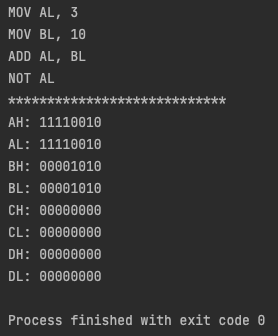 MOV AL, 3
MOV BL, 10
ADD AL, BL
NOT AL
****************************
AH: 11110010
AL: 11110010
BH: 00001010
BL: 00001010
CH: 00000000
CL: 00000000
DH: 00000000
DL: 00000000
Process finished with exit code 0